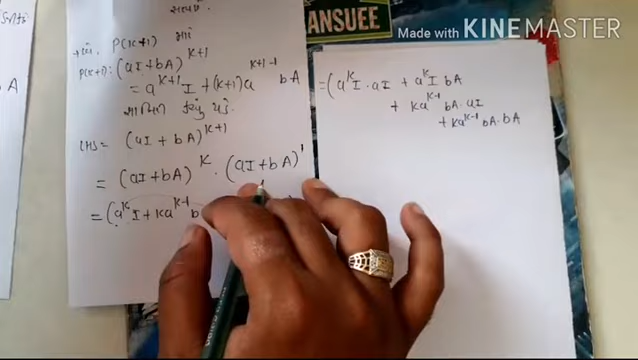 Made with KINEMASTER
ANSUEE
P(K+1) માં
P(K+1): (aI+bA)^{K+1}
= a^{K+1} I + (K+1)a^{K+1-1} bA
સાબિત કરવું પડે.
LHS = (aI + bA)^{K+1}
= (aI+bA)^K · (aI+bA)^1
= (a^K I + Ka^{K-1} b
= (a^K I · aI + a^K I bA
+ Ka^{K-1} bA · aI
+ Ka^{K-1} bA · bA